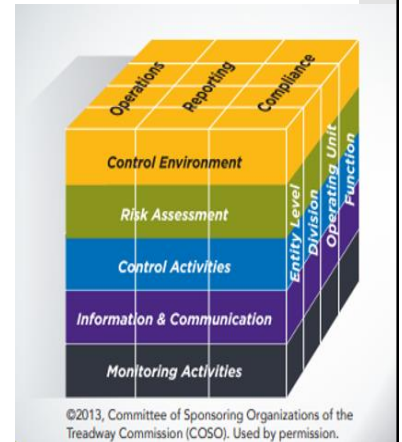 Operations
Reporting
Compliance
Control Environment
Risk Assessment
Control Activities
Information & Communication
Monitoring Activities
Entity Level
Division
Operating Unit
Function
©2013, Committee of Sponsoring Organizations of the
Treadway Commission (COSO). Used by permission.